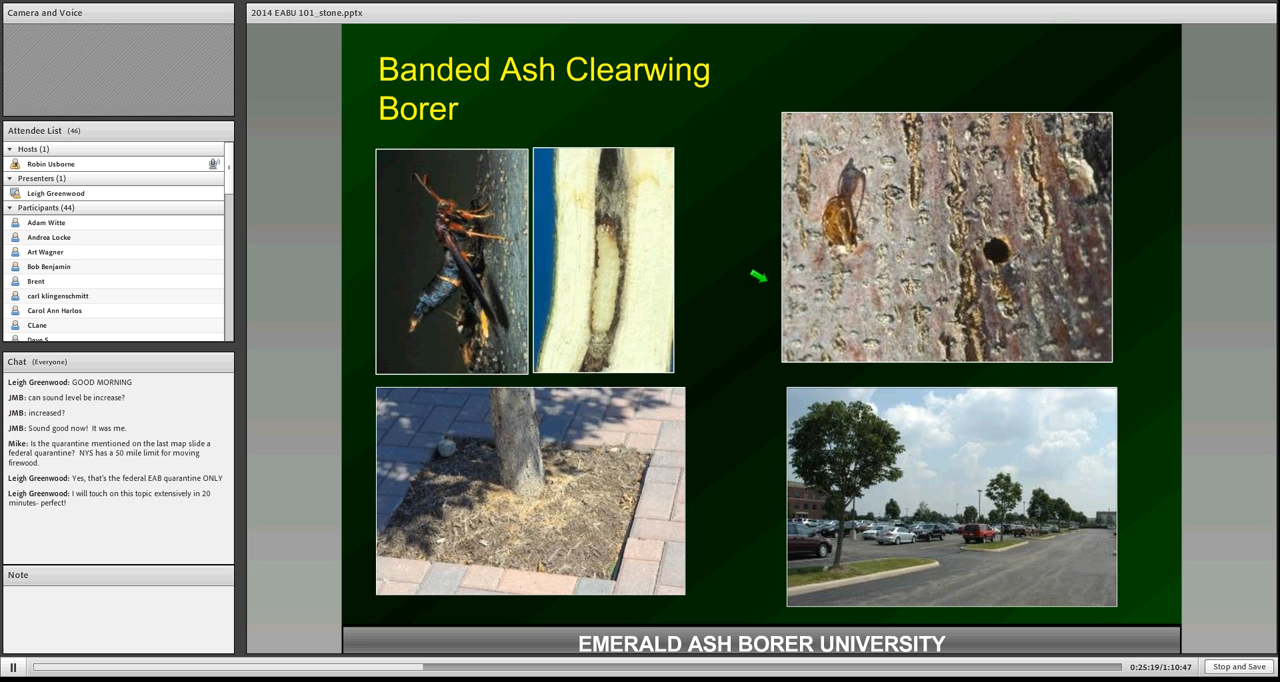 Camera and Voice
2014 EABU 101_stone.pptx
Attendee List (46)
Hosts (1)
Robin Usborne
Presenters (1)
Leigh Greenwood
Participants (44)
Adam Witte
Andrea Locke
Art Wagner
Bob Benjamin
Brent
carl klingenschmitt
Carol Ann Harlos
CLane
Dave S
Chat (Everyone)
Leigh Greenwood: GOOD MORNING
JMB: can sound level be increase?
JMB: increased?
JMB: Sound good now! It was me.
Mike: Is the quarantine mentioned on the last map slide a
federal quarantine? NYS has a 50 mile limit for moving
firewood.
Leigh Greenwood: Yes, that's the federal EAB quarantine ONLY
Leigh Greenwood: I will touch on this topic extensively in 20
minutes- perfect!
Note
Banded Ash Clearwing
Borer
EMERALD ASH BORER UNIVERSITY
0:25:19/1:10:47
Stop and Save